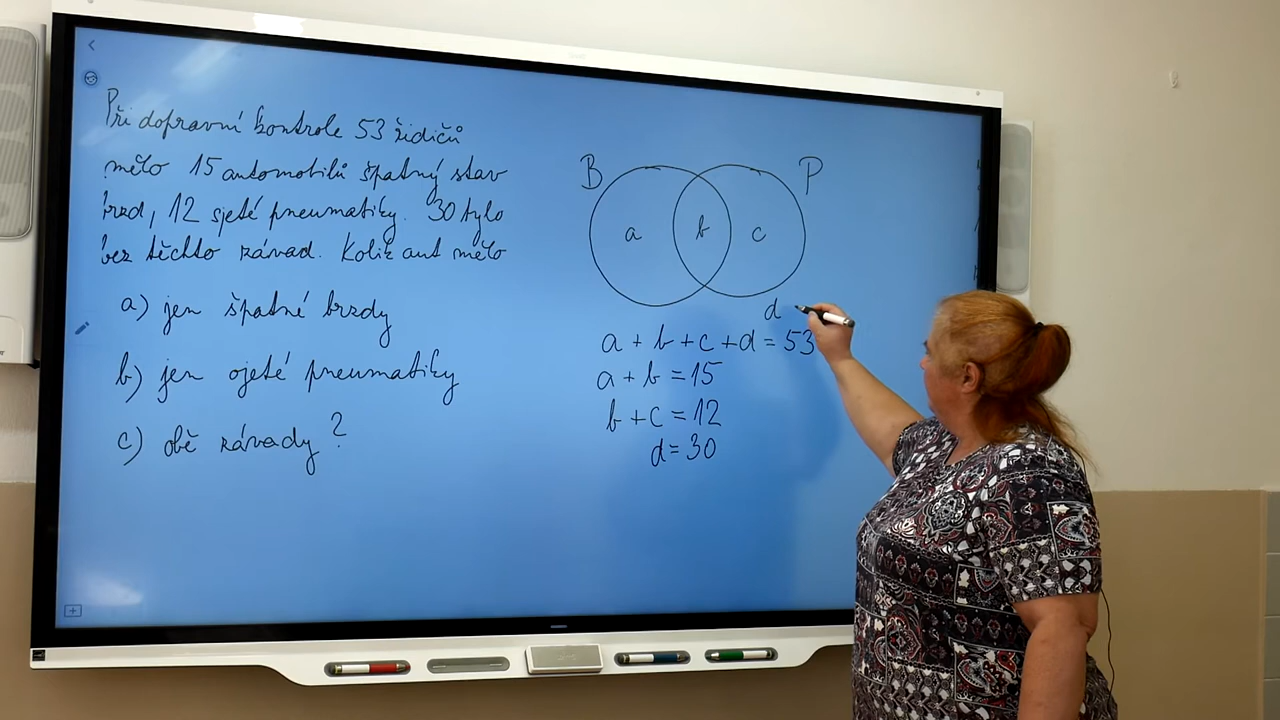 Při dopravní kontrole 53 řidičů
mělo 15 automobilů špatný stav
brzd, 12 sjeté pneumatiky. 30 bylo
bez těchto závad. Kolik aut mělo
a) jen špatné brzdy
b) jen ojeté pneumatiky
c) obě závady?
B P
a b c
d
a + b + c + d = 53
a + b = 15
b + c = 12
d = 30